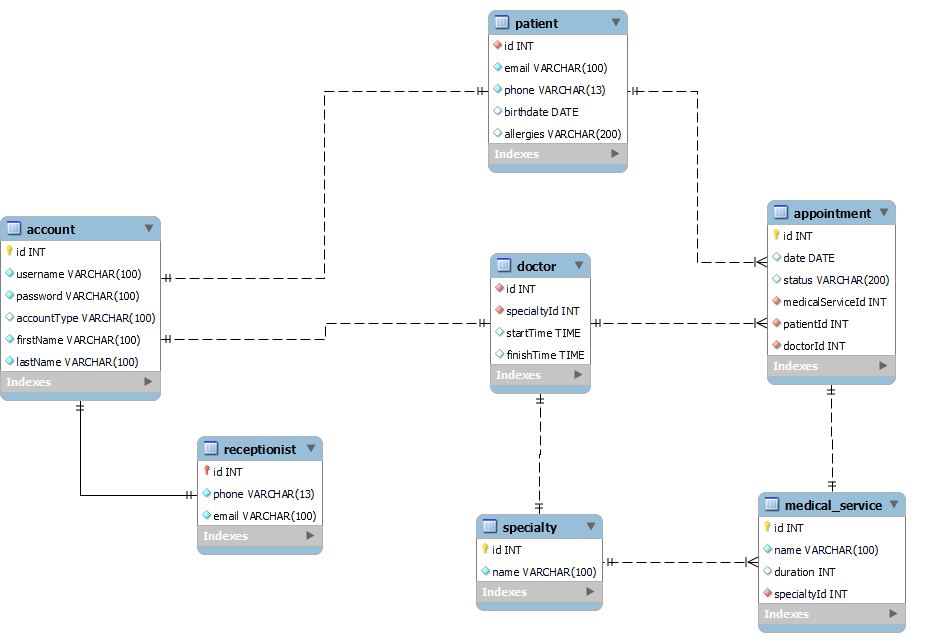 patient
id INT
email VARCHAR(100)
phone VARCHAR(13)
birthdate DATE
allergies VARCHAR(200)
Indexes
account
id INT
username VARCHAR(100)
password VARCHAR(100)
accountType VARCHAR(100)
firstName VARCHAR(100)
lastName VARCHAR(100)
Indexes
doctor
id INT
specialtyId INT
startTime TIME
finishTime TIME
Indexes
appointment
id INT
date DATE
status VARCHAR(200)
medicalServiceId INT
patientId INT
doctorId INT
Indexes
receptionist
id INT
phone VARCHAR(13)
email VARCHAR(100)
Indexes
specialty
id INT
name VARCHAR(100)
Indexes
medical_service
id INT
name VARCHAR(100)
duration INT
specialtyId INT
Indexes